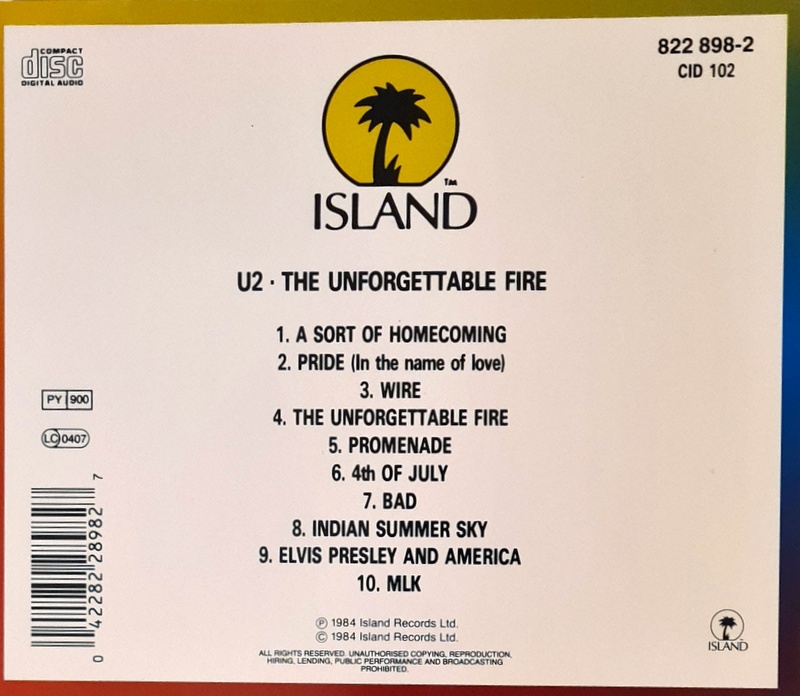 COMPACT
disc
DIGITAL AUDIO
822 898-2
CID 102
TM
ISLAND
U2 · THE UNFORGETTABLE FIRE
1. A SORT OF HOMECOMING
2. PRIDE (In the name of love)
3. WIRE
4. THE UNFORGETTABLE FIRE
5. PROMENADE
6. 4th OF JULY
7. BAD
8. INDIAN SUMMER SKY
9. ELVIS PRESLEY AND AMERICA
10. MLK
PY 900
LC 0407
0 42282 28982 7
℗ 1984 Island Records Ltd.
© 1984 Island Records Ltd.
ALL RIGHTS RESERVED. UNAUTHORISED COPYING, REPRODUCTION,
HIRING, LENDING, PUBLIC PERFORMANCE AND BROADCASTING
PROHIBITED.
ISLAND